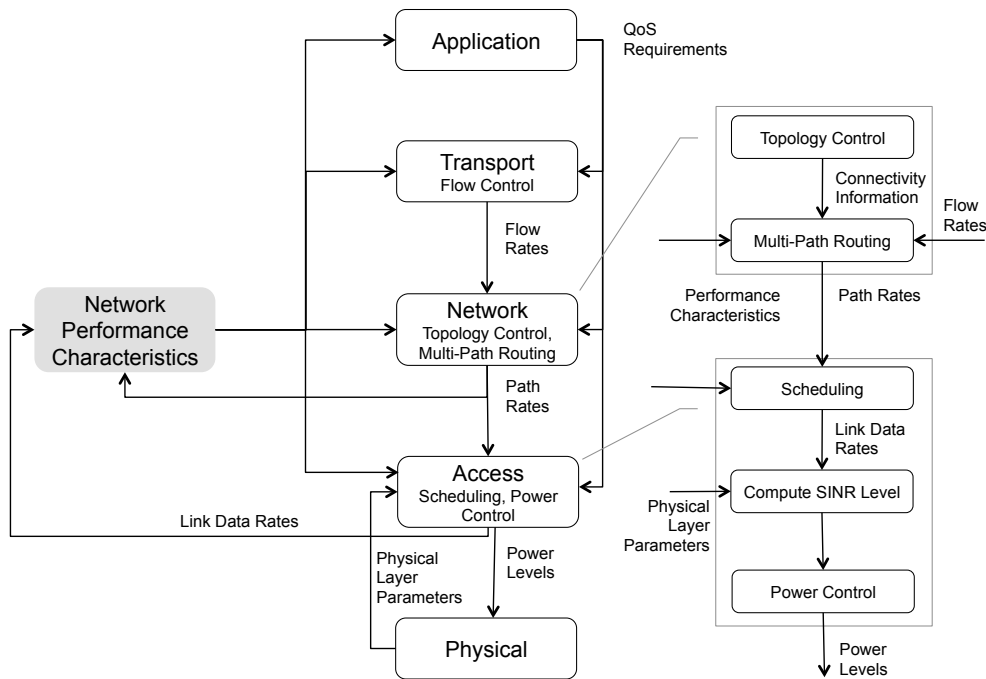 Application
QoS
Requirements
Transport
Flow Control
Flow
Rates
Network
Performance
Characteristics
Network
Topology Control,
Multi-Path Routing
Path
Rates
Access
Scheduling, Power
Control
Link Data Rates
Physical
Layer
Parameters
Power
Levels
Physical
Topology Control
Connectivity
Information
Flow
Rates
Multi-Path Routing
Performance
Characteristics
Path Rates
Scheduling
Link Data
Rates
Compute SINR Level
Physical
Layer
Parameters
Power Control
Power
Levels